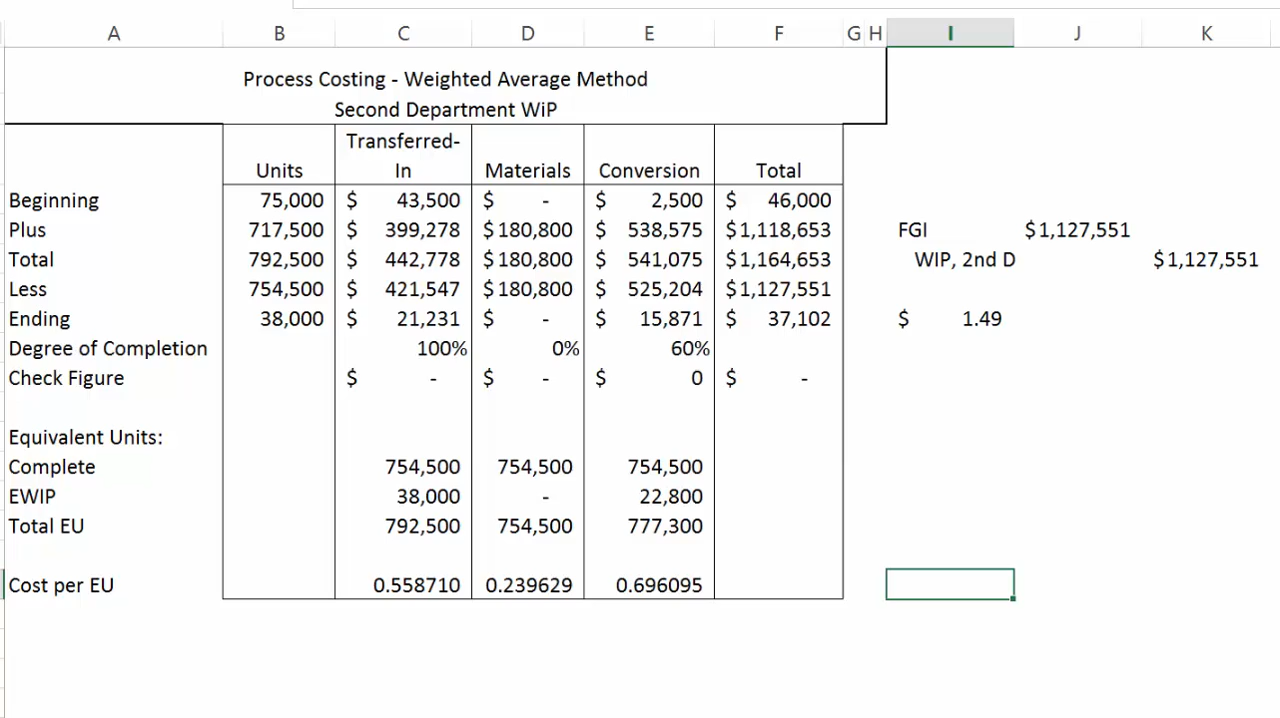 A B C D E F G H I J K
Process Costing - Weighted Average Method
Second Department WiP
Transferred-
Units In Materials Conversion Total
Beginning 75,000 $ 43,500 $ - $ 2,500 $ 46,000
Plus 717,500 $ 399,278 $180,800 $ 538,575 $1,118,653 FGI $1,127,551
Total 792,500 $ 442,778 $180,800 $ 541,075 $1,164,653 WIP, 2nd D $1,127,551
Less 754,500 $ 421,547 $180,800 $ 525,204 $1,127,551
Ending 38,000 $ 21,231 $ - $ 15,871 $ 37,102 $ 1.49
Degree of Completion 100% 0% 60%
Check Figure $ - $ - $ 0 $ -
Equivalent Units:
Complete 754,500 754,500 754,500
EWIP 38,000 - 22,800
Total EU 792,500 754,500 777,300
Cost per EU 0.558710 0.239629 0.696095